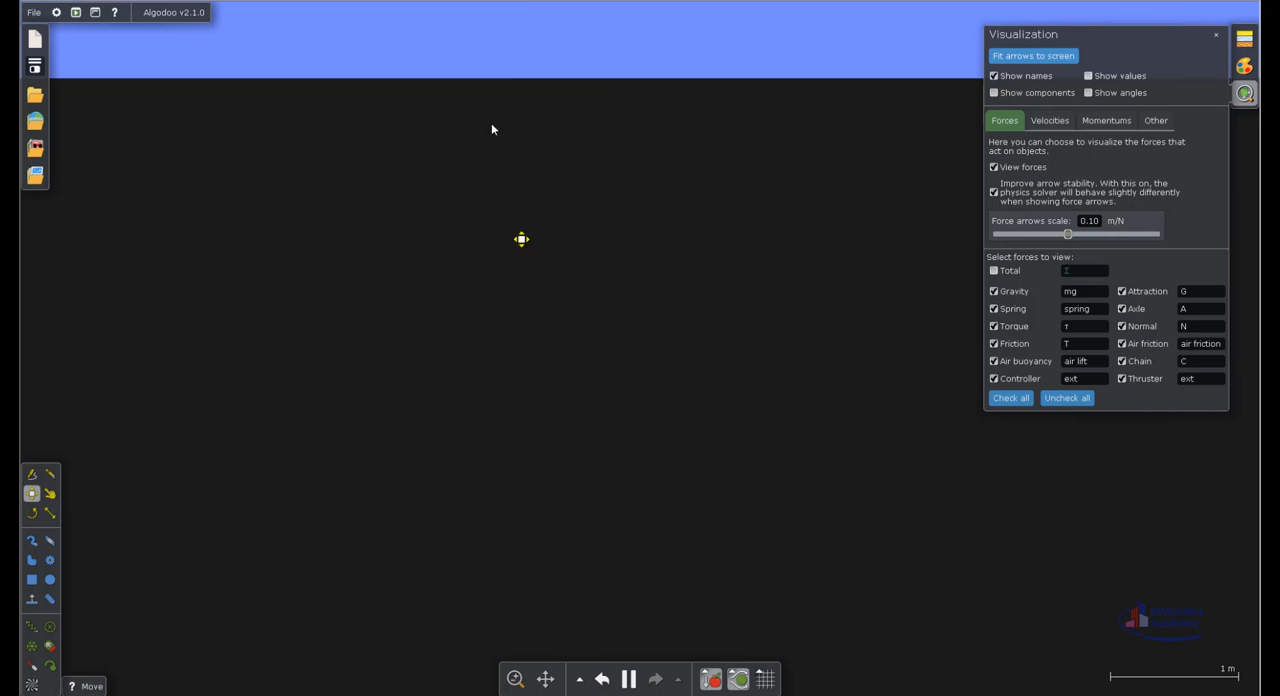 File ? Algodoo v2.1.0
Visualization ×
Fit arrows to screen
Show names Show values
Show components Show angles
Forces Velocities Momentums Other
Here you can choose to visualize the forces that
act on objects.
View forces
Improve arrow stability. With this on, the
physics solver will behave slightly differently
when showing force arrows.
Force arrows scale: 0.10 m/N
Select forces to view:
Total Σ
Gravity mg Attraction G
Spring spring Axle A
Torque τ Normal N
Friction T Air friction air friction
Air buoyancy air lift Chain C
Controller ext Thruster ext
Check all Uncheck all
? Move
1 m